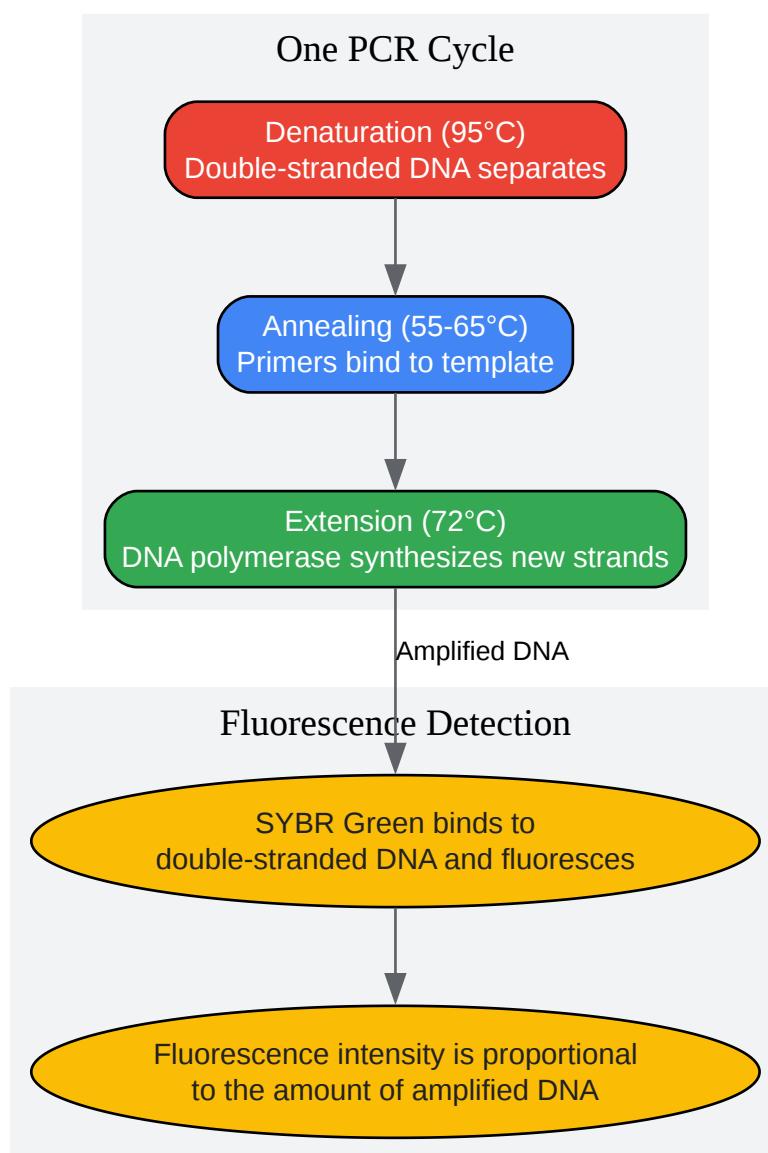 One PCR Cycle
Denaturation (95°C)
Double-stranded DNA separates
Annealing (55-65°C)
Primers bind to template
Extension (72°C)
DNA polymerase synthesizes new strands
Amplified DNA
Fluorescence Detection
SYBR Green binds to
double-stranded DNA and fluoresces
Fluorescence intensity is proportional
to the amount of amplified DNA